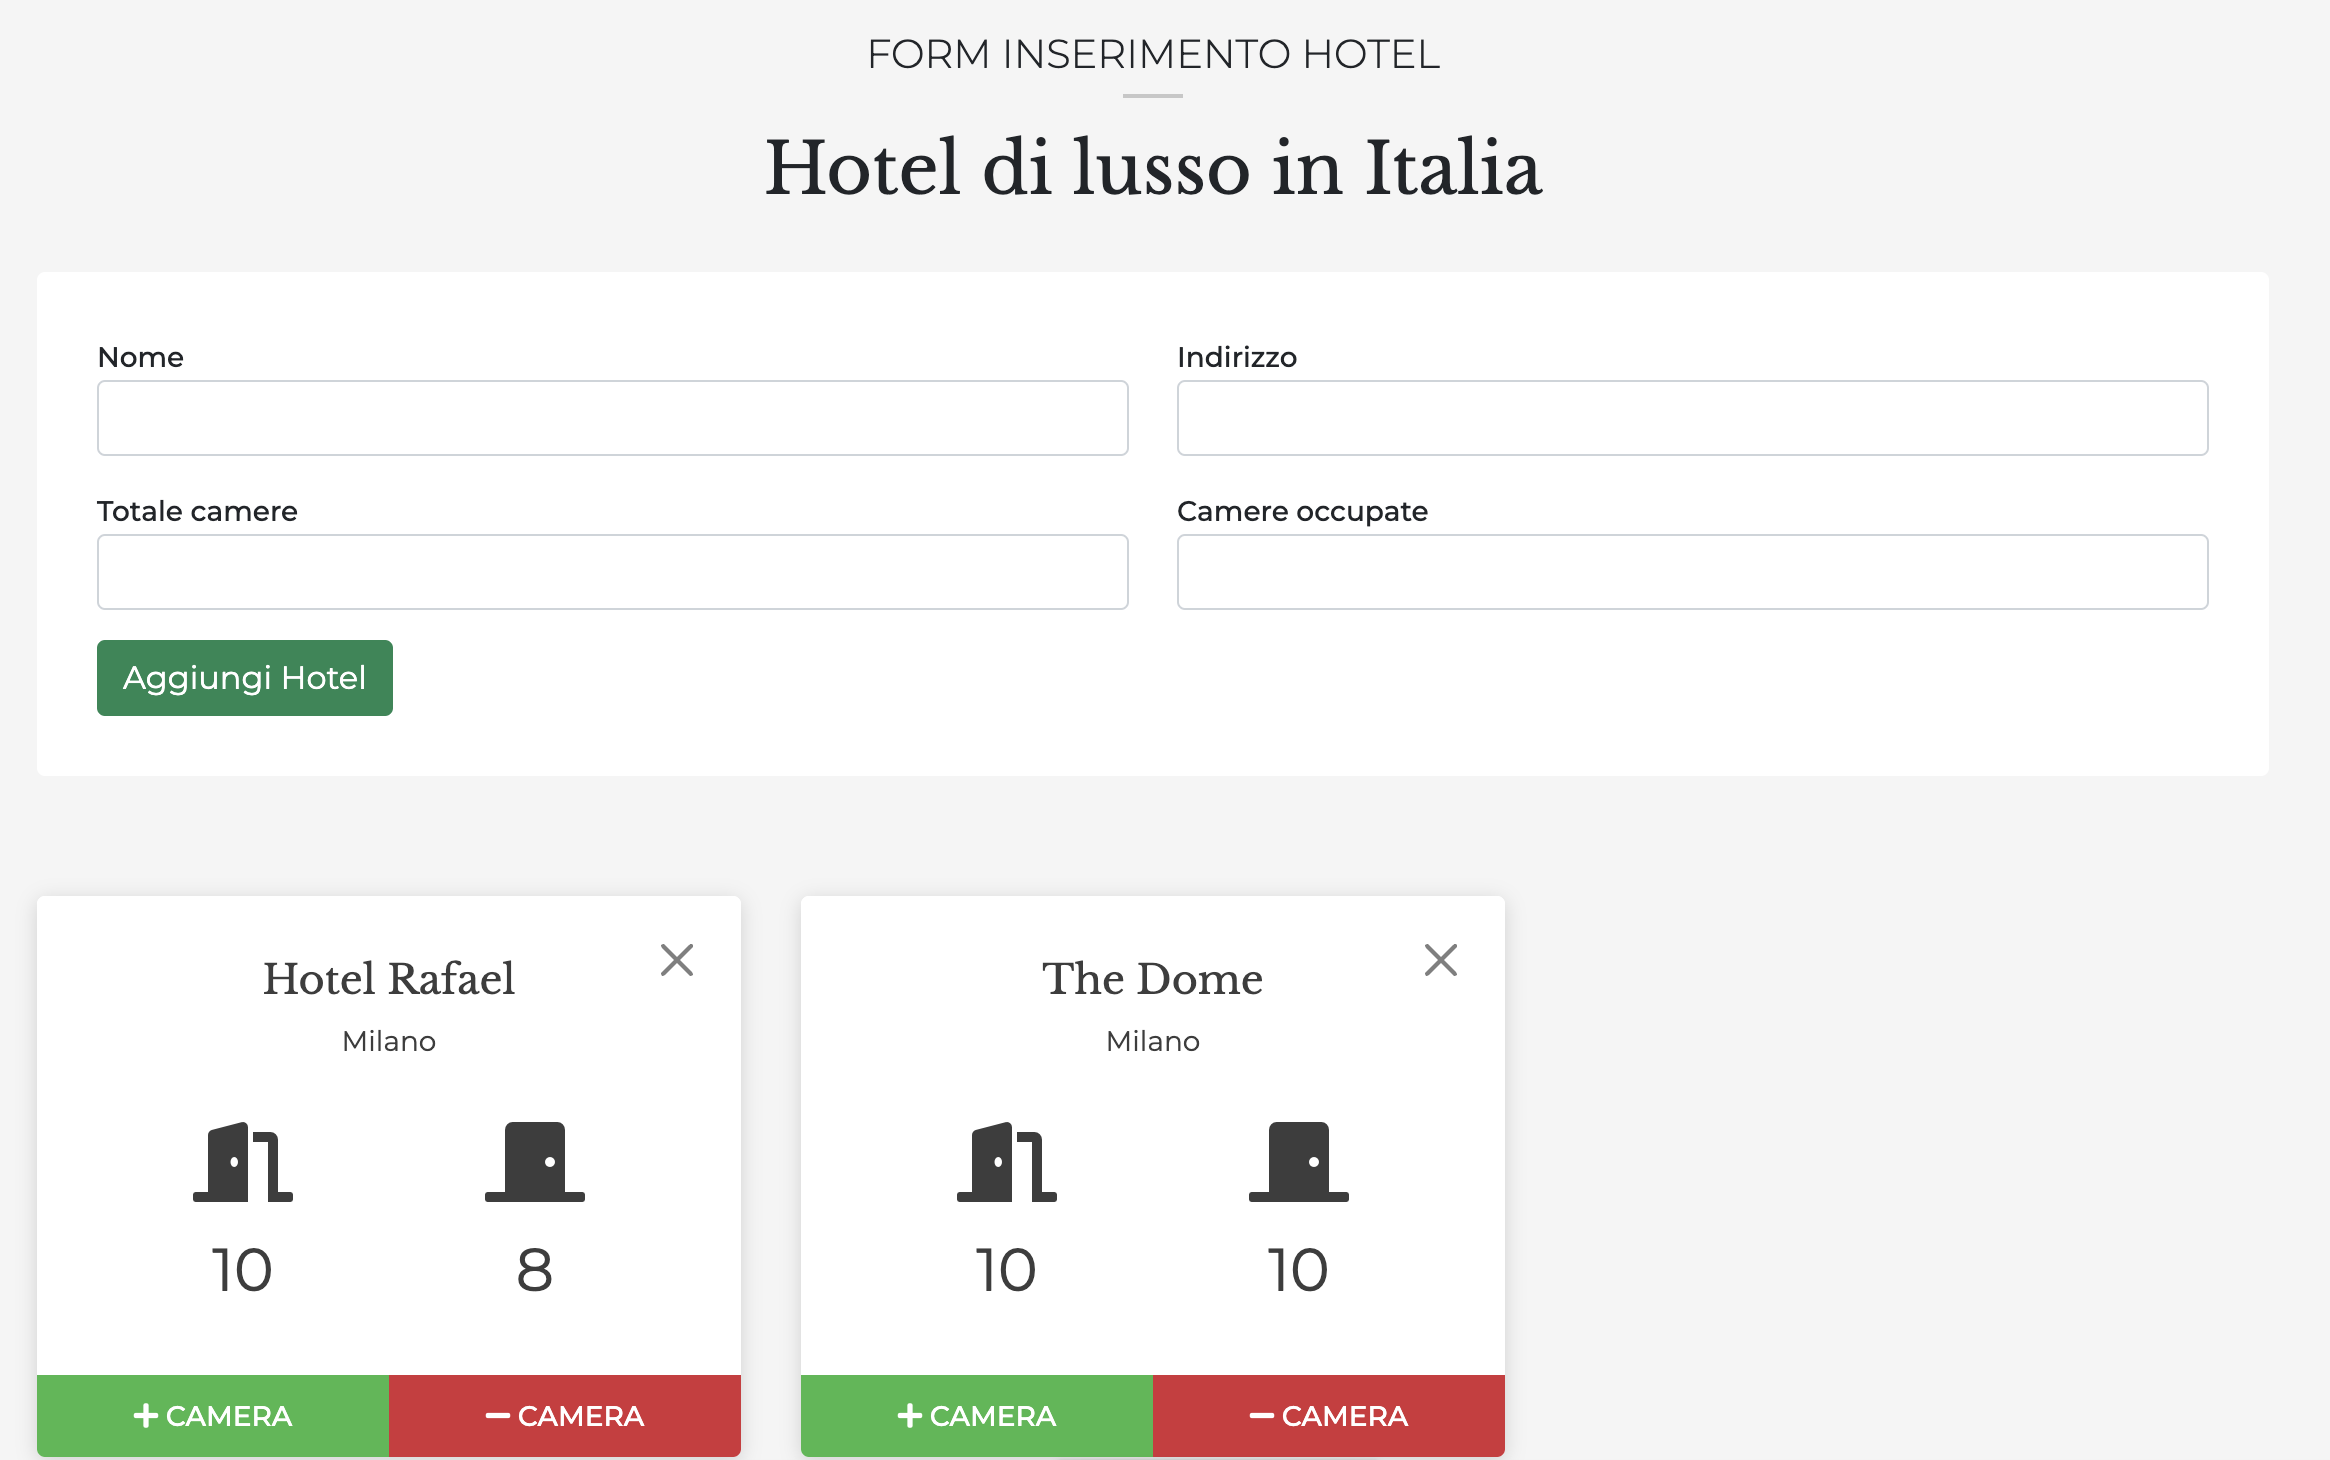 FORM INSERIMENTO HOTEL
Hotel di lusso in Italia
Nome
Indirizzo
Totale camere
Camere occupate
Aggiungi Hotel
Hotel Rafael
Milano
10
8
+ CAMERA
− CAMERA
The Dome
Milano
10
10
+ CAMERA
− CAMERA